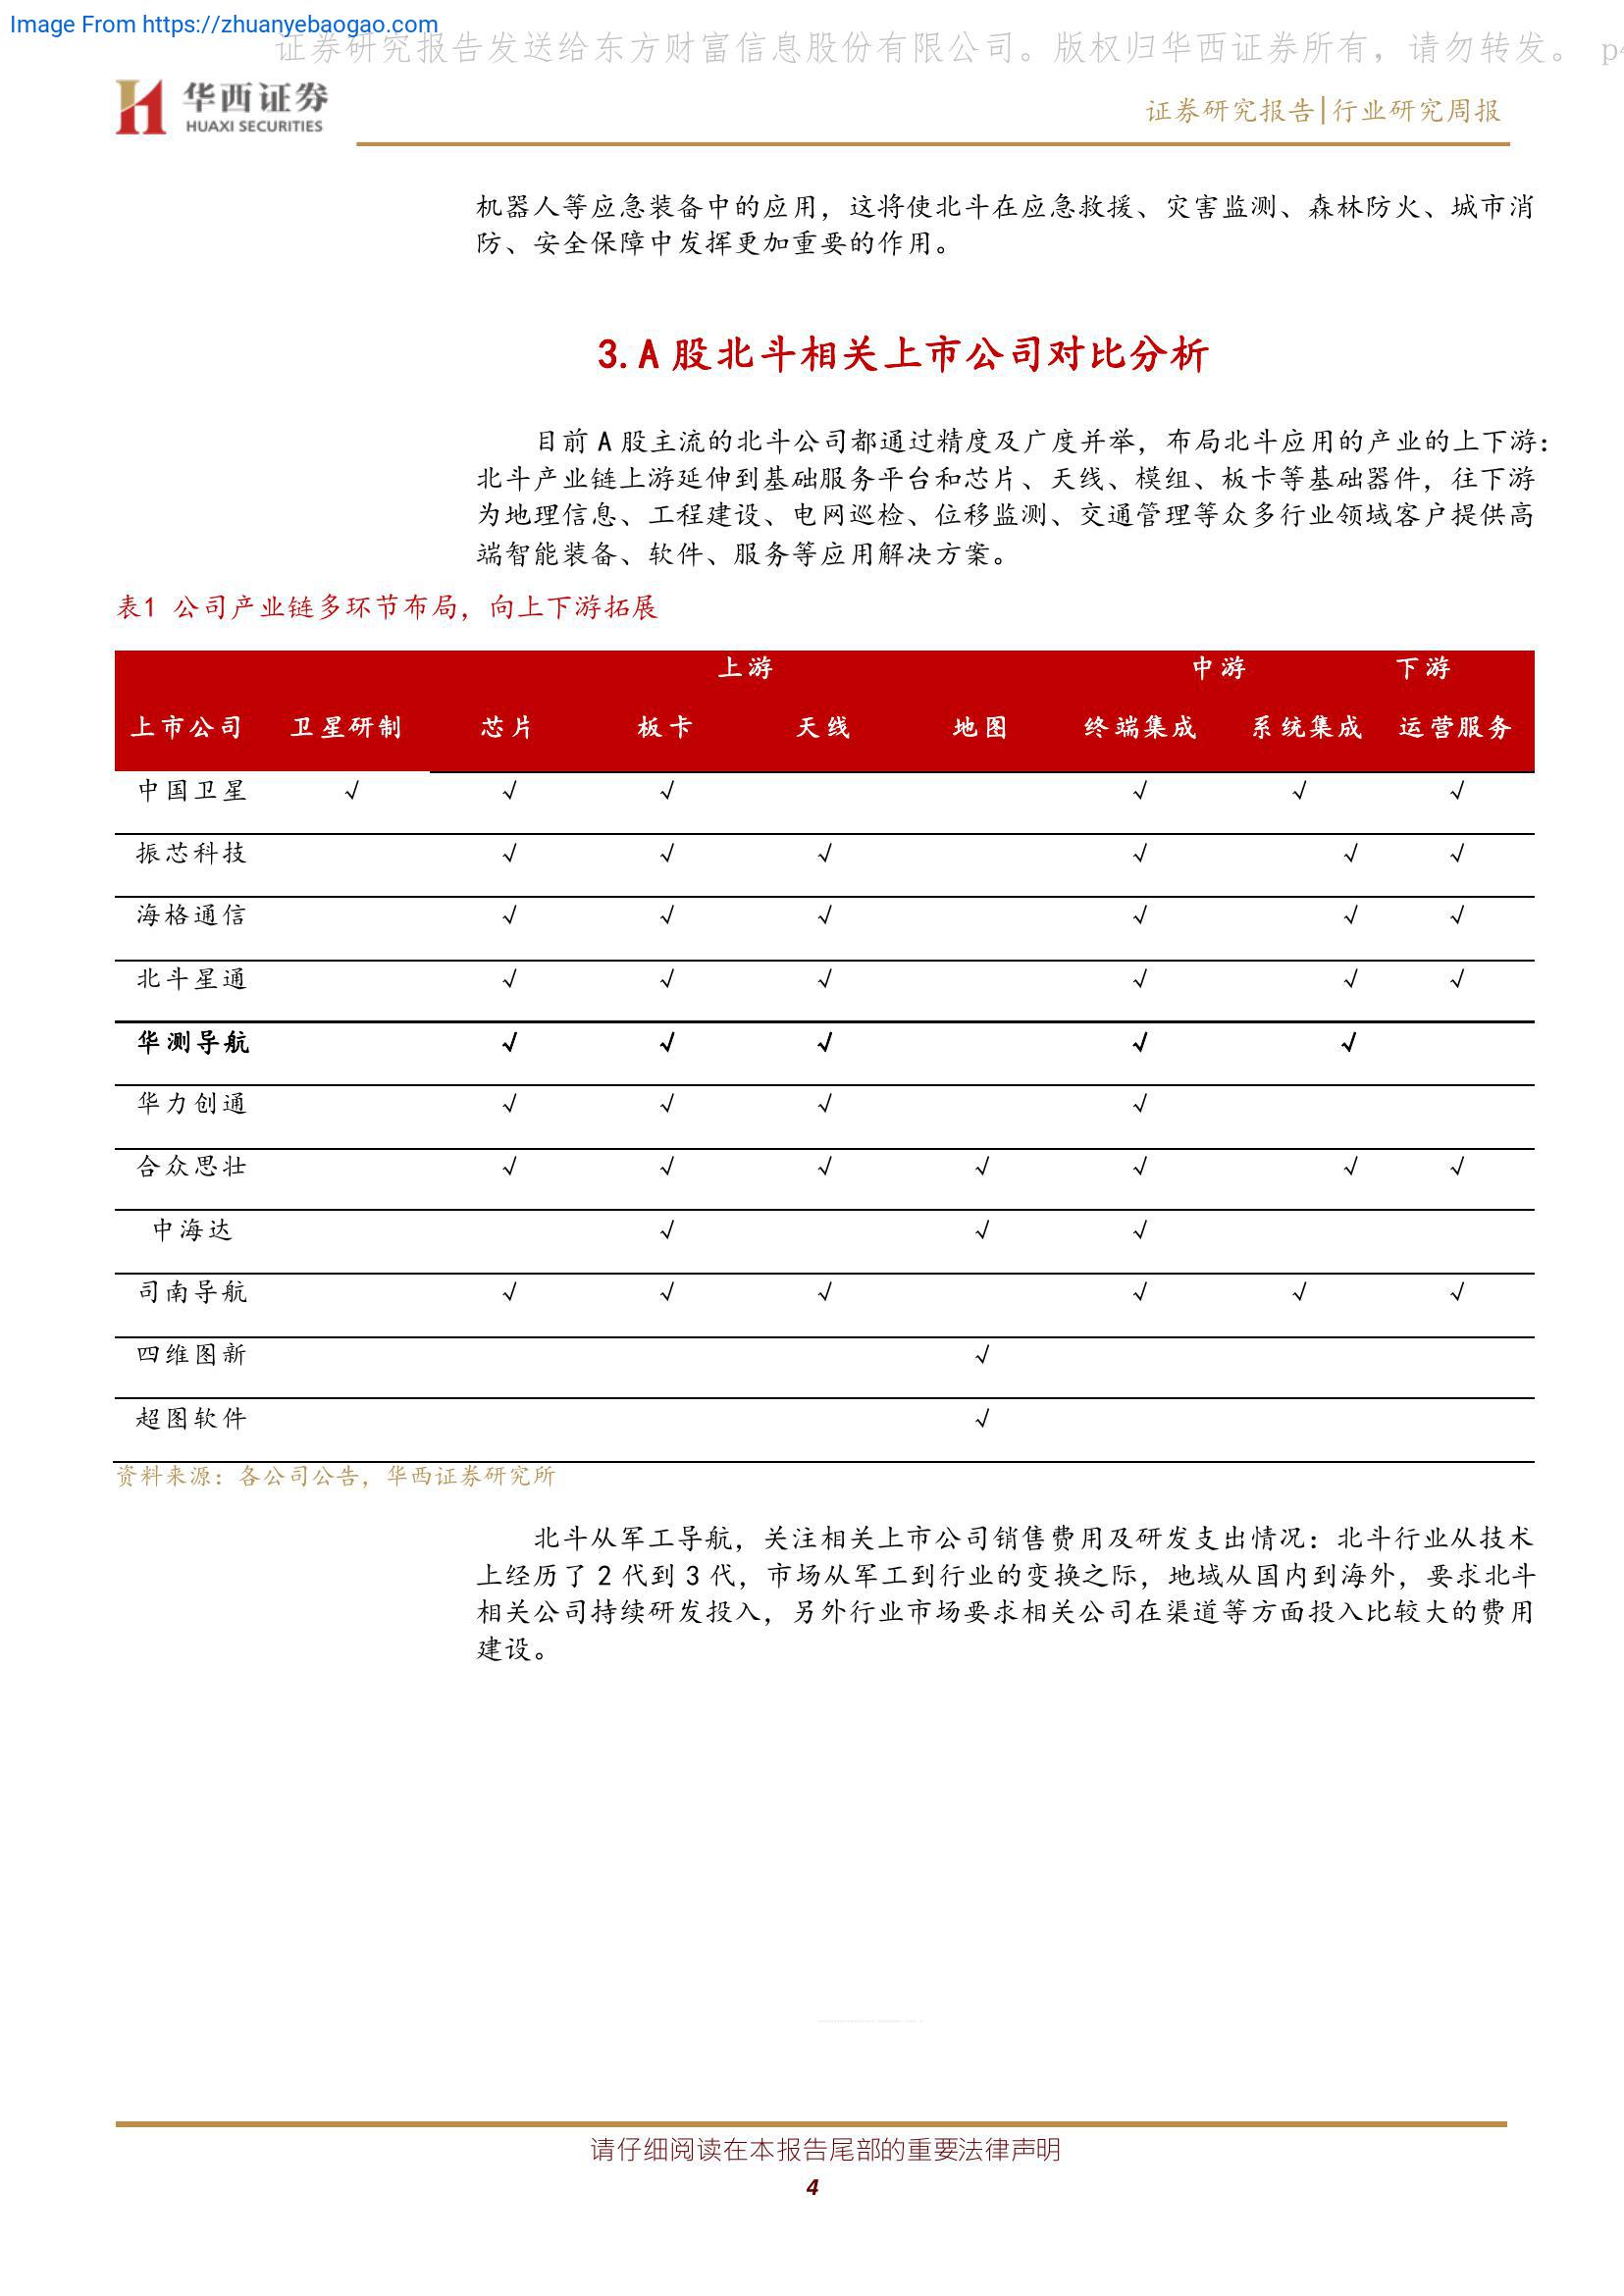 Image From https://zhuanyebaogao.com
证券研究报告发送给东方财富信息股份有限公司。版权归华西证券所有，请勿转发。 p4
华西证券
HUAXI SECURITIES
证券研究报告|行业研究周报
机器人等应急装备中的应用，这将使北斗在应急救援、灾害监测、森林防火、城市消
防、安全保障中发挥更加重要的作用。
3.A 股北斗相关上市公司对比分析
目前 A 股主流的北斗公司都通过精度及广度并举，布局北斗应用的产业的上下游：
北斗产业链上游延伸到基础服务平台和芯片、天线、模组、板卡等基础器件，往下游
为地理信息、工程建设、电网巡检、位移监测、交通管理等众多行业领域客户提供高
端智能装备、软件、服务等应用解决方案。
表1 公司产业链多环节布局，向上下游拓展
上游 中游 下游
上市公司 卫星研制 芯片 板卡 天线 地图 终端集成 系统集成 运营服务
中国卫星 √ √ √ √ √ √
振芯科技 √ √ √ √ √ √
海格通信 √ √ √ √ √ √
北斗星通 √ √ √ √ √ √
华测导航 √ √ √ √ √
华力创通 √ √ √ √
合众思壮 √ √ √ √ √ √ √
中海达 √ √ √
司南导航 √ √ √ √ √ √
四维图新 √
超图软件 √
资料来源：各公司公告，华西证券研究所
北斗从军工导航，关注相关上市公司销售费用及研发支出情况：北斗行业从技术
上经历了 2 代到 3 代，市场从军工到行业的变换之际，地域从国内到海外，要求北斗
相关公司持续研发投入，另外行业市场要求相关公司在渠道等方面投入比较大的费用
建设。
请仔细阅读在本报告尾部的重要法律声明
4